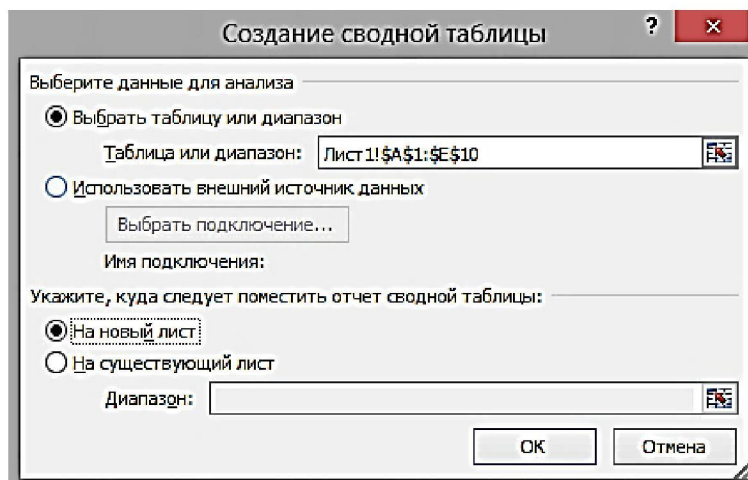 Создание сводной таблицы ? ×
Выберите данные для анализа
Выбрать таблицу или диапазон
Таблица или диапазон: Лист1!$A$1:$E$10
Использовать внешний источник данных
Выбрать подключение...
Имя подключения:
Укажите, куда следует поместить отчет сводной таблицы:
На новый лист
На существующий лист
Диапазон:
ОК Отмена